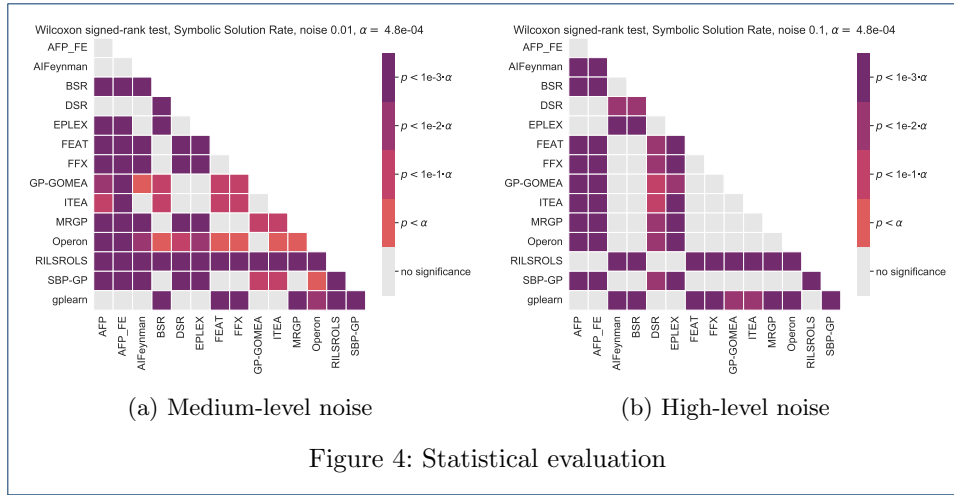 Wilcoxon signed-rank test, Symbolic Solution Rate, noise 0.01, α = 4.8e-04
AFP_FE
AIFeynman
BSR
DSR
EPLEX
FEAT
FFX
GP-GOMEA
ITEA
MRGP
Operon
RILSROLS
SBP-GP
gplearn
AFP
AFP_FE
AIFeynman
BSR
DSR
EPLEX
FEAT
FFX
GP-GOMEA
ITEA
MRGP
Operon
RILSROLS
SBP-GP
p < 1e-3·α
p < 1e-2·α
p < 1e-1·α
p < α
no significance
(a) Medium-level noise
Wilcoxon signed-rank test, Symbolic Solution Rate, noise 0.1, α = 4.8e-04
AFP_FE
AIFeynman
BSR
DSR
EPLEX
FEAT
FFX
GP-GOMEA
ITEA
MRGP
Operon
RILSROLS
SBP-GP
gplearn
AFP
AFP_FE
AIFeynman
BSR
DSR
EPLEX
FEAT
FFX
GP-GOMEA
ITEA
MRGP
Operon
RILSROLS
SBP-GP
p < 1e-3·α
p < 1e-2·α
p < 1e-1·α
p < α
no significance
(b) High-level noise
Figure 4: Statistical evaluation